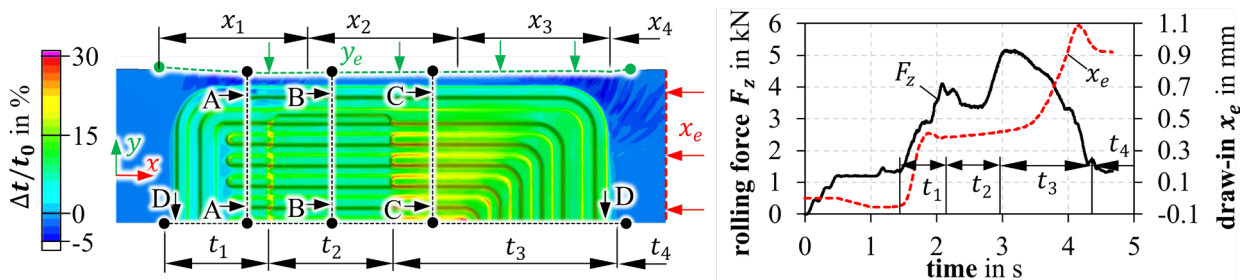 x₁ x₂ x₃ x₄
Δt/t₀ in %
30
15
0
-5
yₑ
A B C
y
x
xₑ
D D
A B C
t₁ t₂ t₃ t₄
rolling force F_z in kN
6
5
4
3
2
1
0
F_z
xₑ
t₁ t₂ t₃ t₄
1.1
0.9
0.7
0.5
0.3
0.1
-0.1
draw-in xₑ in mm
0 1 2 3 4 5
time in s